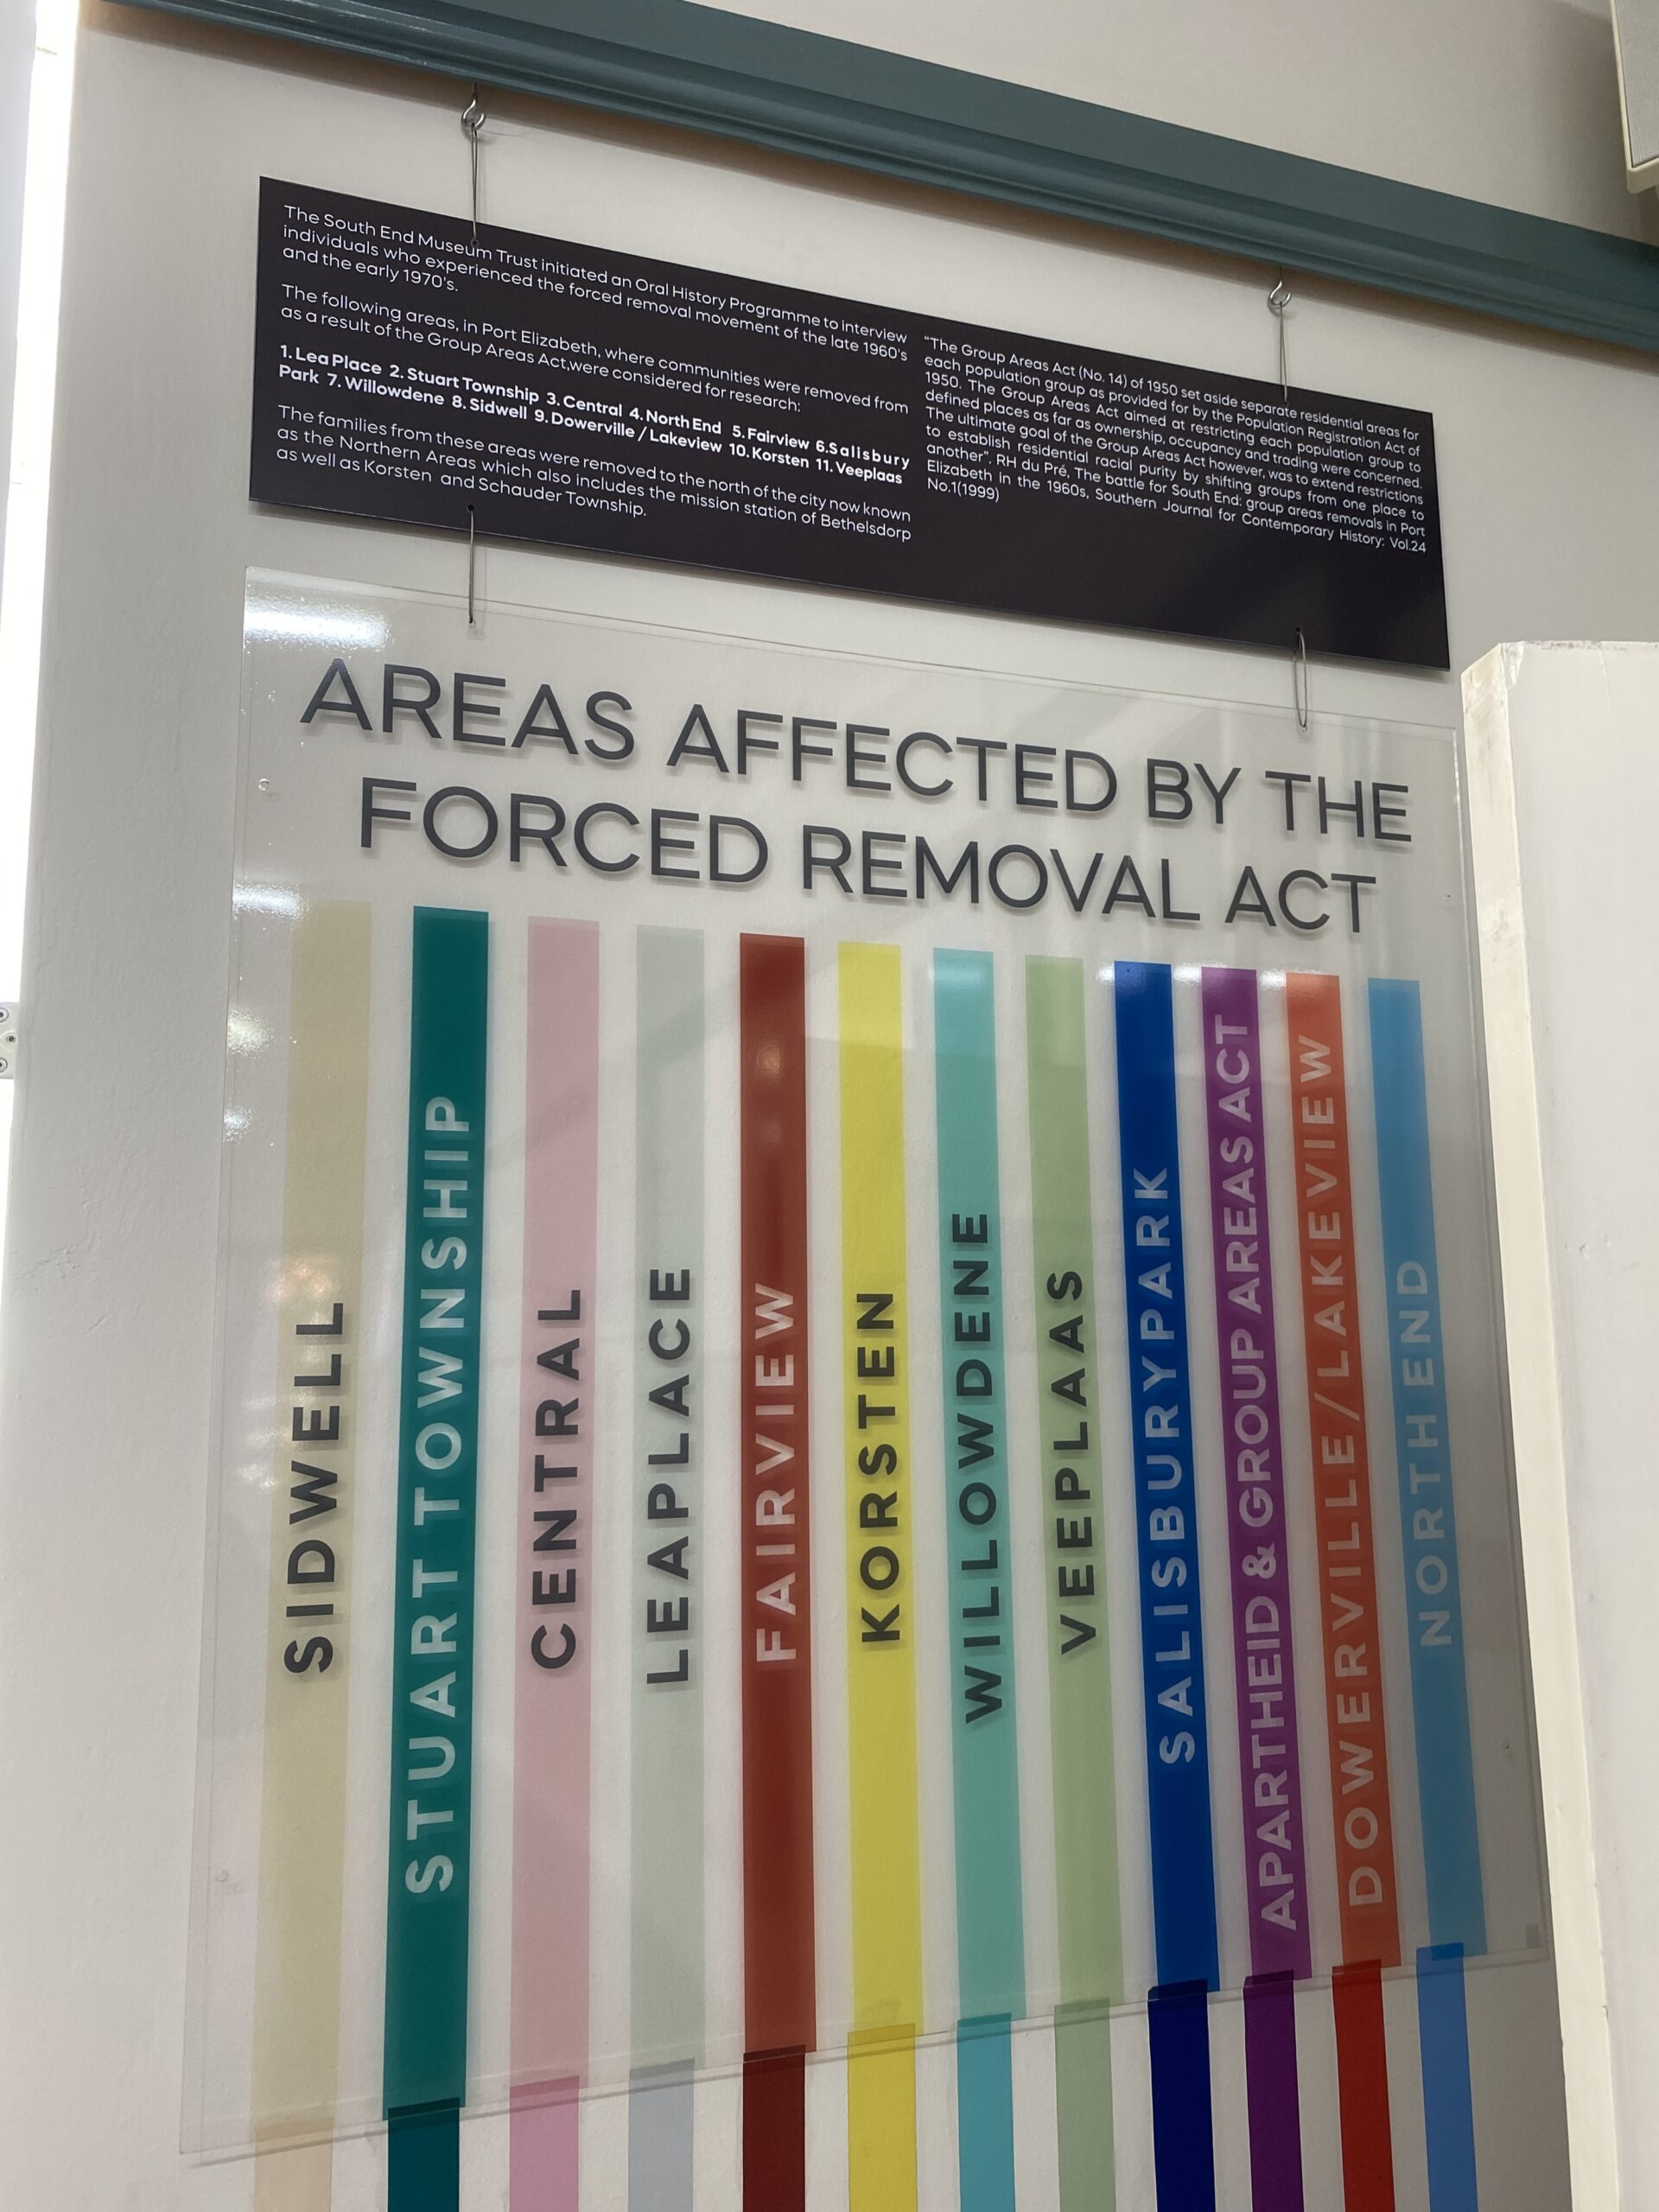 The South End Museum Trust initiated an Oral History Programme to interview
individuals who experienced the forced removal movement of the late 1960's
and the early 1970's.
The following areas, in Port Elizabeth, where communities were removed from
as a result of the Group Areas Act,were considered for research:
1. Lea Place 2. Stuart Township 3. Central 4. North End 5. Fairview 6.Salisbury
Park 7. Willowdene 8. Sidwell 9. Dowerville / Lakeview 10. Korsten 11. Veeplaas
The families from these areas were removed to the north of the city now known
as the Northern Areas which also includes the mission station of Bethelsdorp
as well as Korsten and Schauder Township.
"The Group Areas Act (No. 14) of 1950 set aside separate residential areas for
each population group as provided for by the Population Registration Act of
1950. The Group Areas Act aimed at restricting each population group to
defined places as far as ownership, occupancy and trading were concerned.
The ultimate goal of the Group Areas Act however, was to extend restrictions
to establish residential racial purity by shifting groups from one place to
another". RH du Pré, The battle for South End: group areas removals in Port
Elizabeth in the 1960s, Southern Journal for Contemporary History: Vol.24
No.1(1999)
AREAS AFFECTED BY THE
FORCED REMOVAL ACT
SIDWELL
STUART TOWNSHIP
CENTRAL
LEAPLACE
FAIRVIEW
KORSTEN
WILLOWDENE
VEEPLAAS
SALISBURYPARK
APARTHEID & GROUP AREAS ACT
DOWERVILLE/LAKEVIEW
NORTH END